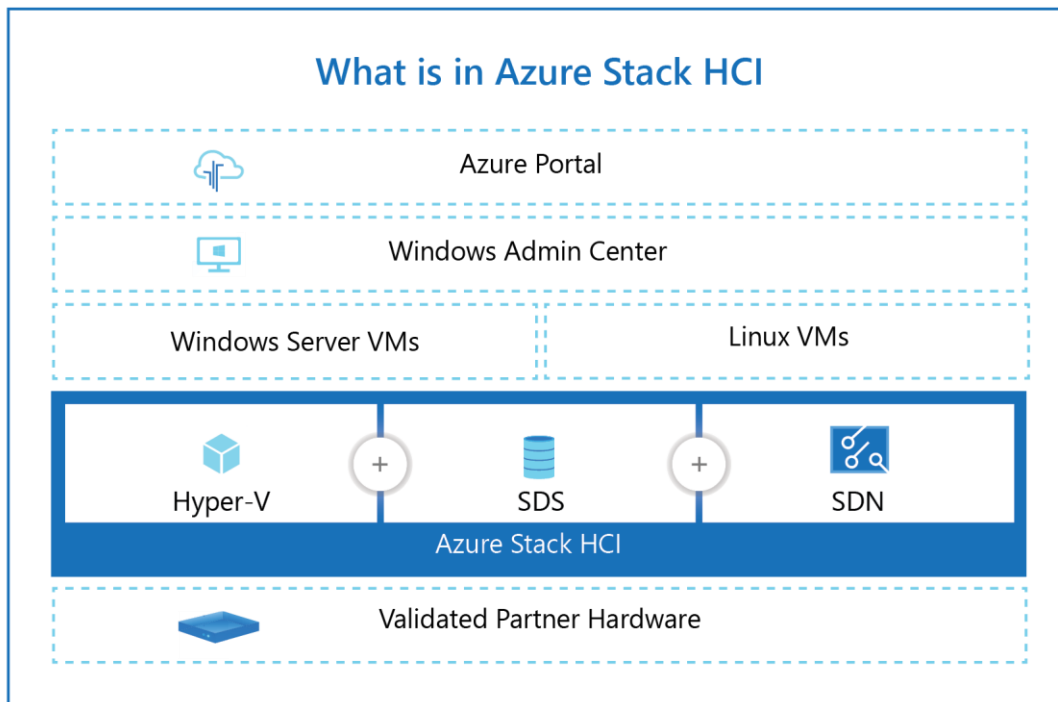 What is in Azure Stack HCI
Azure Portal
Windows Admin Center
Windows Server VMs
Linux VMs
+
+
Hyper-V
SDS
SDN
Azure Stack HCI
Validated Partner Hardware